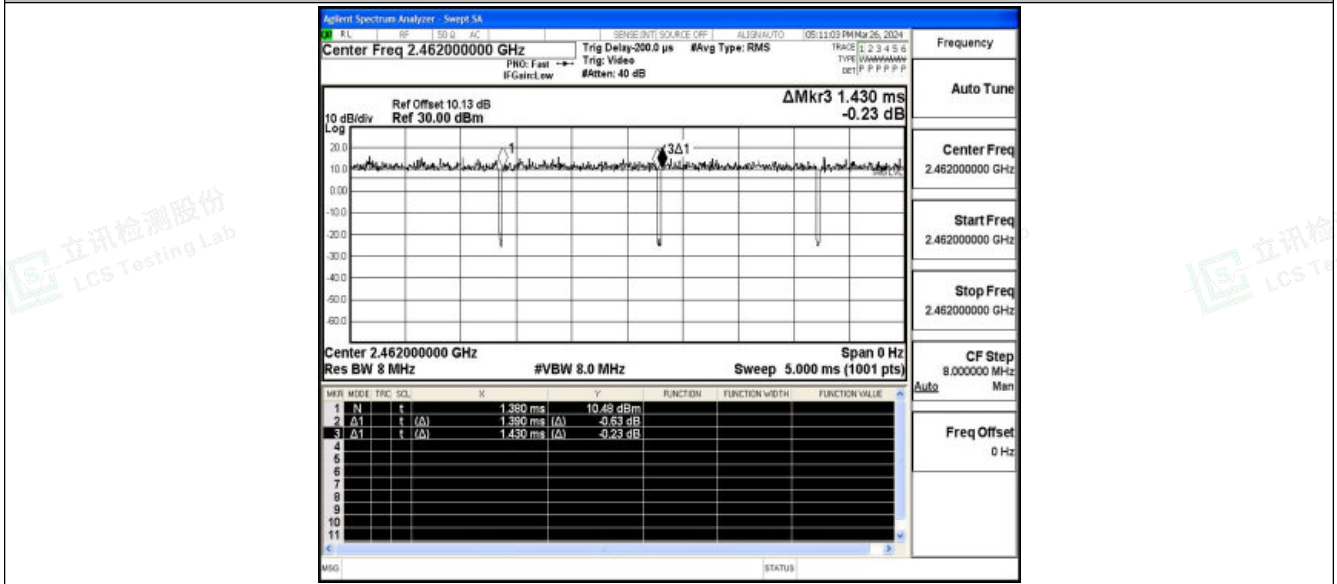 Agilent Spectrum Analyzer - Swept SA
RL RF 50 Ω AC SENSE:INT SOURCE OFF ALIGNAUTO 05:11:03 PM Mar 26, 2024
Center Freq 2.462000000 GHz
Trig Delay-200.0 µs #Avg Type: RMS
TRACE 1 2 3 4 5 6
PNO: Fast
Trig: Video
TYPE
IFGain:Low
#Atten: 40 dB
DET P P P P P P
ΔMkr3 1.430 ms
-0.23 dB
Ref Offset 10.13 dB
10 dB/div Ref 30.00 dBm
Log
20.0
10.0
0.00
-10.0
-20.0
-30.0
-40.0
-50.0
-60.0
1
3Δ1
Center 2.462000000 GHz Span 0 Hz
Res BW 8 MHz #VBW 8.0 MHz Sweep 5.000 ms (1001 pts)
MKR MODE TRC SCL X Y FUNCTION FUNCTION WIDTH FUNCTION VALUE
1 N t 1.380 ms 10.48 dBm
2 Δ1 t (Δ) 1.390 ms (Δ) -0.63 dB
3 Δ1 t (Δ) 1.430 ms (Δ) -0.23 dB
4
5
6
7
8
9
10
11
MSG STATUS
Frequency
Auto Tune
Center Freq
2.462000000 GHz
Start Freq
2.462000000 GHz
Stop Freq
2.462000000 GHz
CF Step
8.000000 MHz
Auto Man
Freq Offset
0 Hz
立讯检测股份
LCS Testing Lab
立讯检
LCS Te